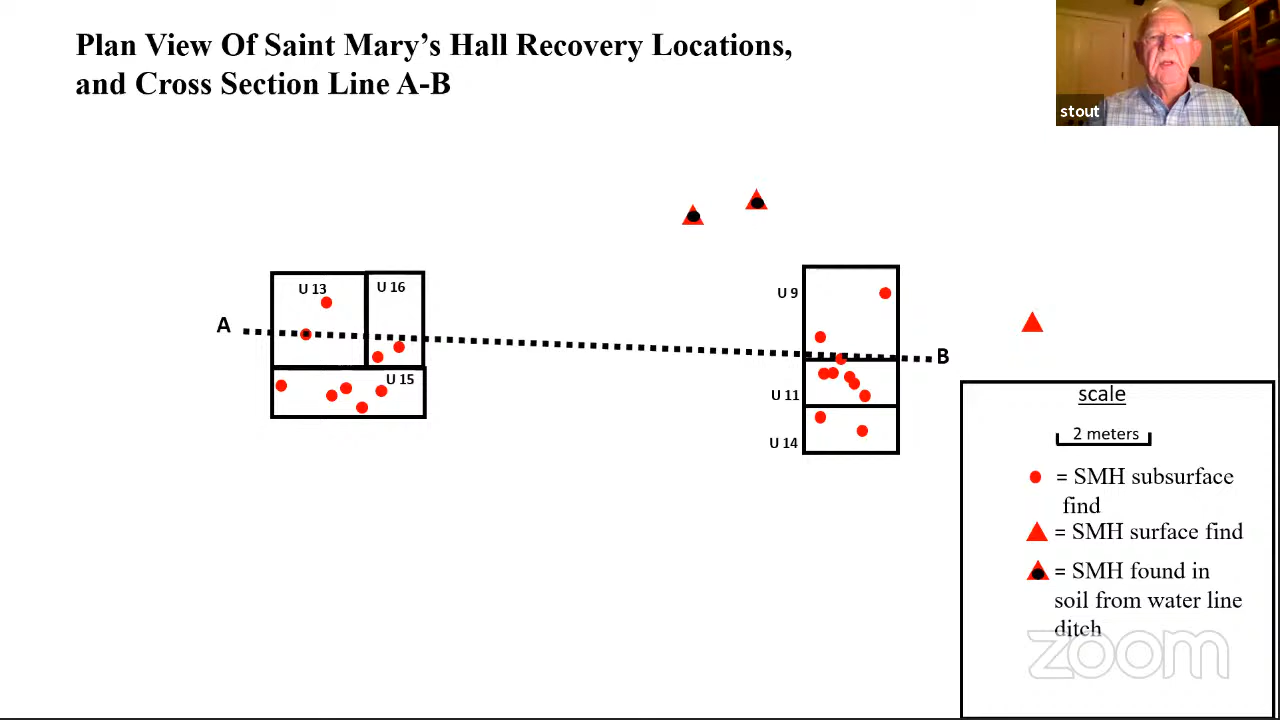 Plan View Of Saint Mary's Hall Recovery Locations,
and Cross Section Line A-B
stout
U 13
U 16
U 9
A
B
U 15
U 11
U 14
scale
2 meters
= SMH subsurface
find
= SMH surface find
= SMH found in
soil from water line
ditch
zoom